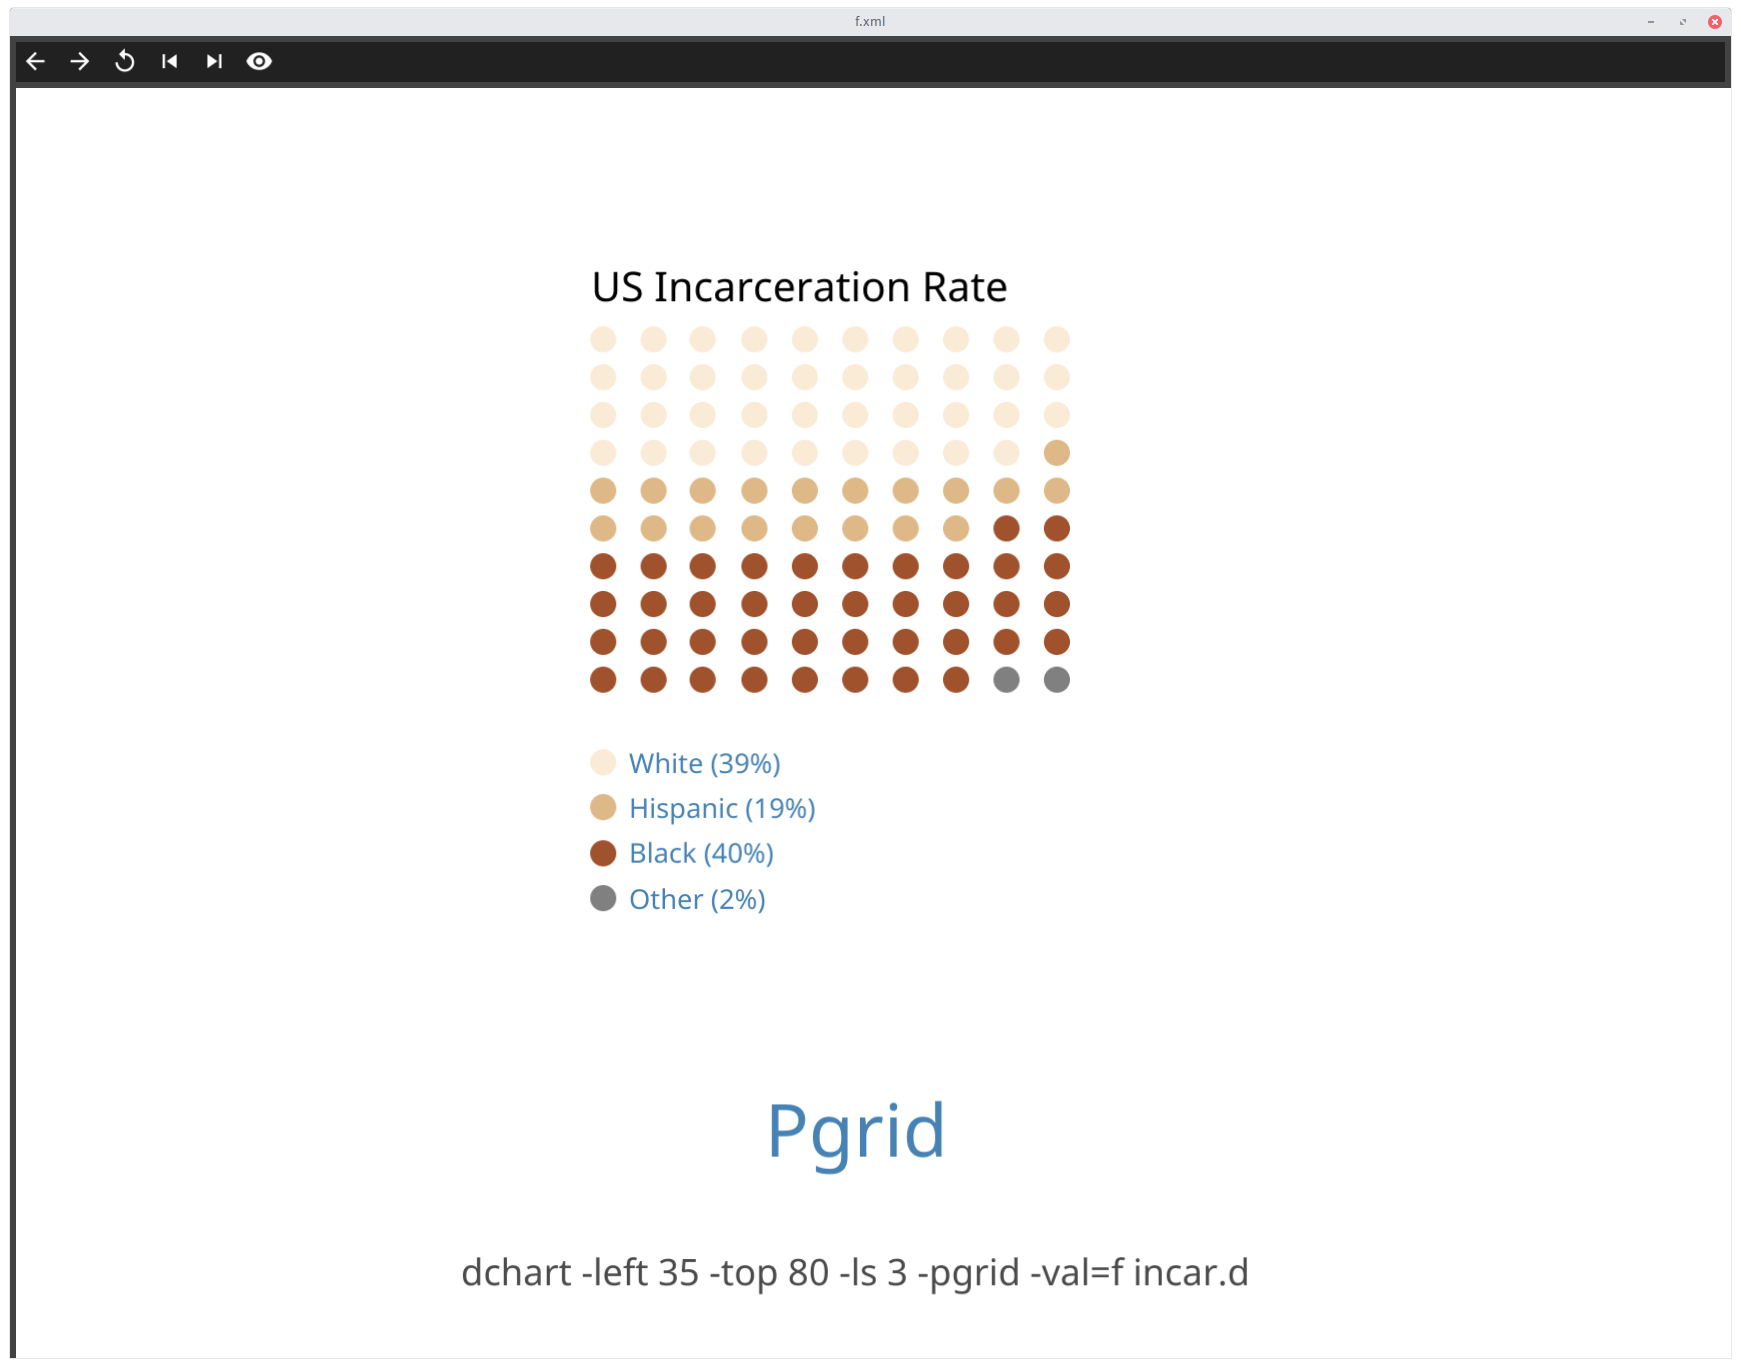 f.xml
US Incarceration Rate
White (39%)
Hispanic (19%)
Black (40%)
Other (2%)
Pgrid
dchart -left 35 -top 80 -ls 3 -pgrid -val=f incar.d